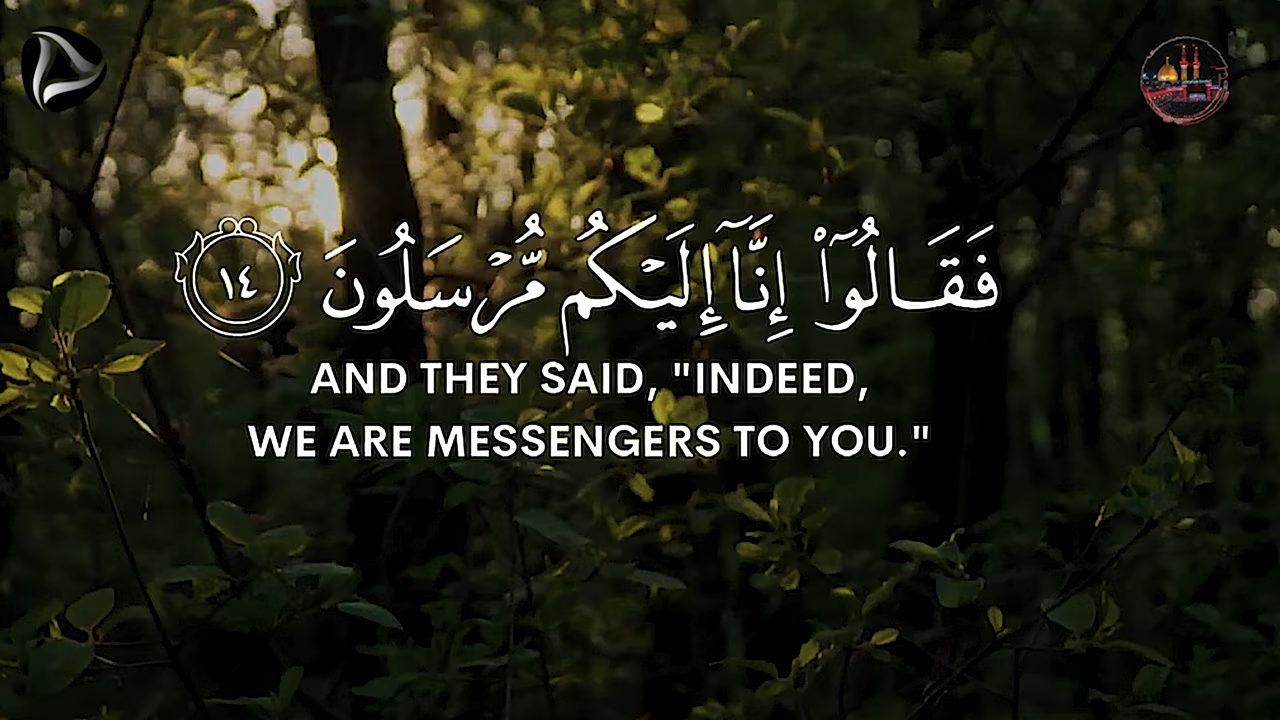 فَقَالُوٓا۟ إِنَّآ إِلَيْكُم مُّرْسَلُونَ ١٤
AND THEY SAID, "INDEED,
WE ARE MESSENGERS TO YOU."